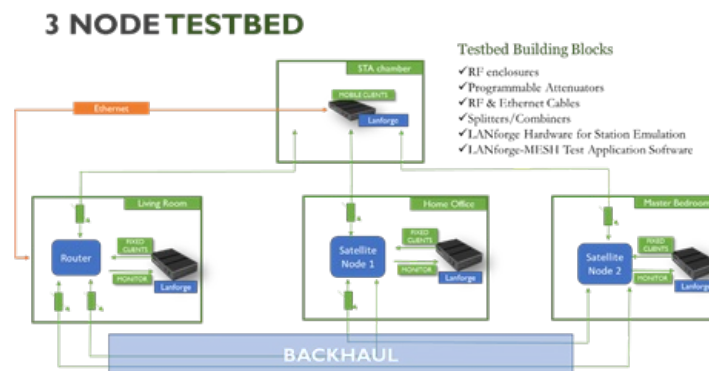 3 NODE TESTBED
Testbed Building Blocks
✓RF enclosures
✓Programmable Attenuators
✓RF & Ethernet Cables
✓Splitters/Combiners
✓LANforge Hardware for Station Emulation
✓LANforge-MESH Test Application Software
STA chamber
MOBILE CLIENTS
Lanforge
Ethernet
Living Room
Router
FIXED
CLIENTS
MONITOR
Lanforge
Home Office
Satellite
Node 1
FIXED
CLIENTS
MONITOR
Lanforge
Master Bedroom
Satellite
Node 2
FIXED
CLIENTS
MONITOR
Lanforge
BACKHAUL